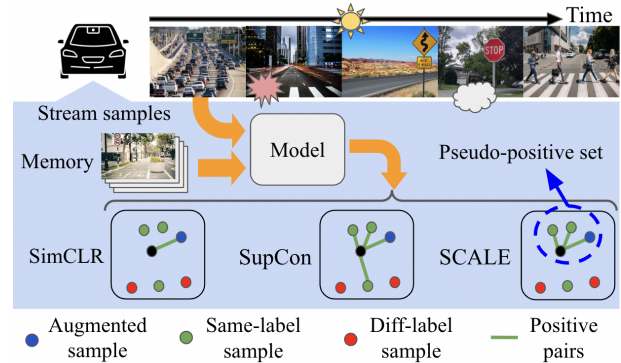 Time
STOP
Stream samples
Memory
Model
Pseudo-positive set
SimCLR
SupCon
SCALE
Augmented
sample
Same-label
sample
Diff-label
sample
Positive
pairs